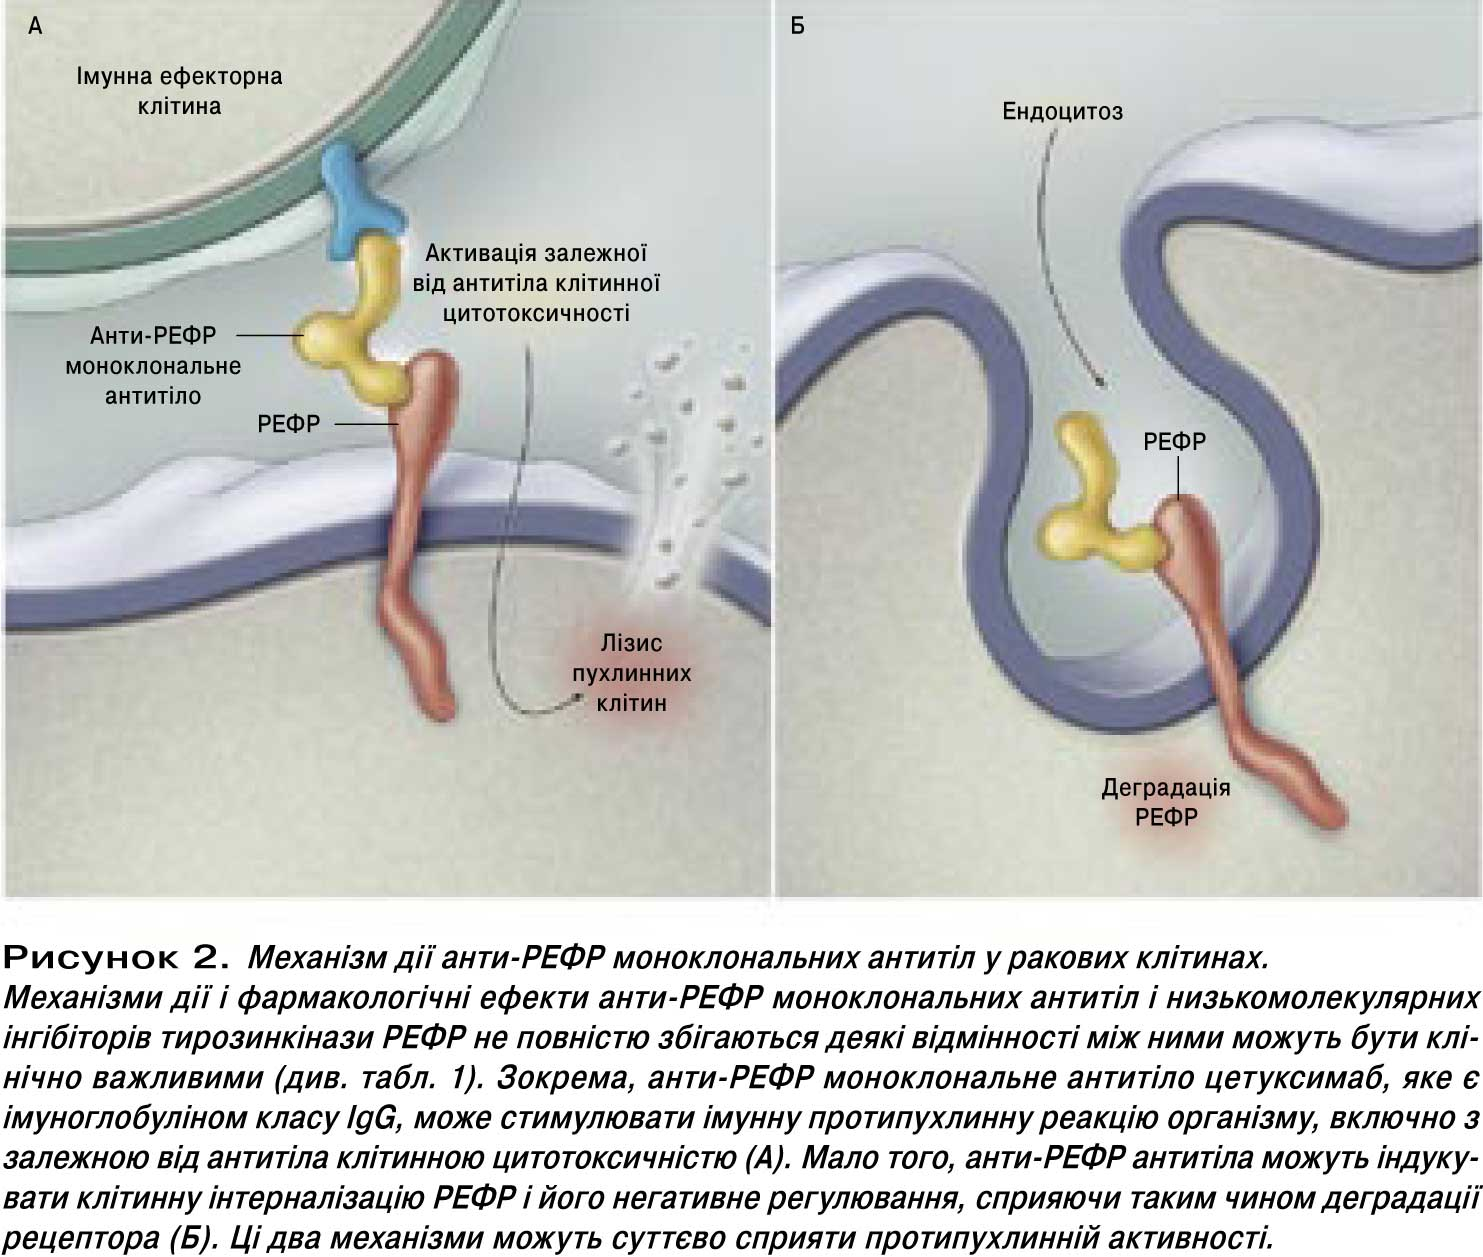 А
Імунна ефекторна
клітина
Активація залежної
від антитіла клітинної
цитотоксичності
Анти-РЕФР
моноклональне
антитіло
РЕФР
Лізис
пухлинних
клітин
Б
Ендоцитоз
РЕФР
Деградація
РЕФР
Рисунок 2. Механізм дії анти-РЕФР моноклональних антитіл у ракових клітинах.
Механізми дії і фармакологічні ефекти анти-РЕФР моноклональних антитіл і низькомолекулярних
інгібіторів тирозинкінази РЕФР не повністю збігаються деякі відмінності між ними можуть бути клі-
нічно важливими (див. табл. 1). Зокрема, анти-РЕФР моноклональне антитіло цетуксимаб, яке є
імуноглобуліном класу IgG, може стимулювати імунну протипухлинну реакцію організму, включно з
залежною від антитіла клітинною цитотоксичністю (А). Мало того, анти-РЕФР антитіла можуть індуку-
вати клітинну інтерналізацію РЕФР і його негативне регулювання, сприяючи таким чином деградації
рецептора (Б). Ці два механізми можуть суттєво сприяти протипухлинній активності.